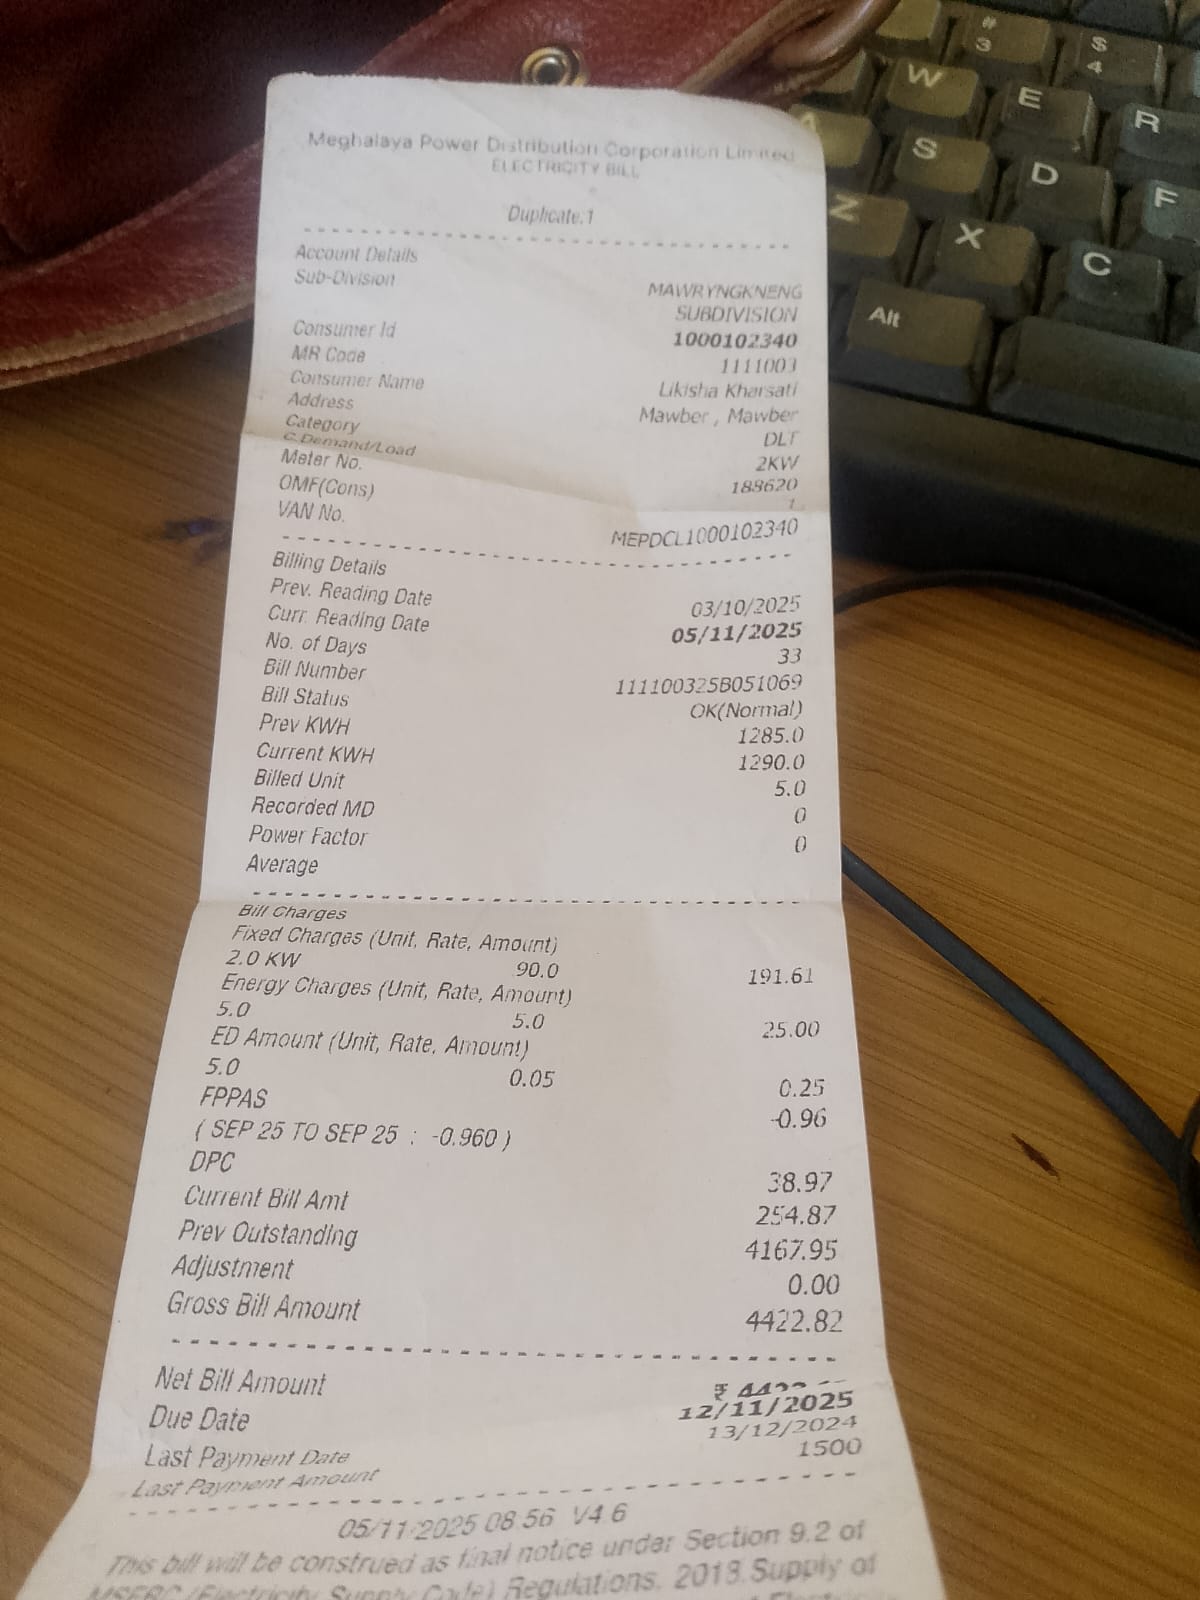 Meghalaya Power Distribution Corporation Limited
ELECTRICITY BILL
Duplicate.1
Account Details
Sub-Division MAWRYNGKNENG
SUBDIVISION
Consumer Id 1000102340
MR Code 1111003
Consumer Name Likisha Kharsati
Address Mawber , Mawber
Category DLT
C.Demand/Load 2KW
Meter No. 188620
OMF(Cons) 1
VAN No. MEPDCL1000102340
Billing Details
Prev. Reading Date 03/10/2025
Curr. Reading Date 05/11/2025
No. of Days 33
Bill Number 111100325B051069
Bill Status OK(Normal)
Prev KWH 1285.0
Current KWH 1290.0
Billed Unit 5.0
Recorded MD 0
Power Factor 0
Average
Bill Charges
Fixed Charges (Unit, Rate, Amount)
2.0 KW 90.0 191.61
Energy Charges (Unit, Rate, Amount)
5.0 5.0 25.00
ED Amount (Unit, Rate, Amount)
5.0 0.05 0.25
FPPAS -0.96
( SEP 25 TO SEP 25 : -0.960 )
DPC 38.97
Current Bill Amt 254.87
Prev Outstanding 4167.95
Adjustment 0.00
Gross Bill Amount 4422.82
Net Bill Amount ₹
Due Date 12/11/2025
Last Payment Date 13/12/2024
Last Payment Amount 1500
05/11/2025 08:56 V4.6
This bill will be construed as final notice under Section 9.2 of
(Electricity Supply Code) Regulations, 2018.Supply of
# 3
$ 4
W
E
R
A
S
D
F
Z
X
C
Alt